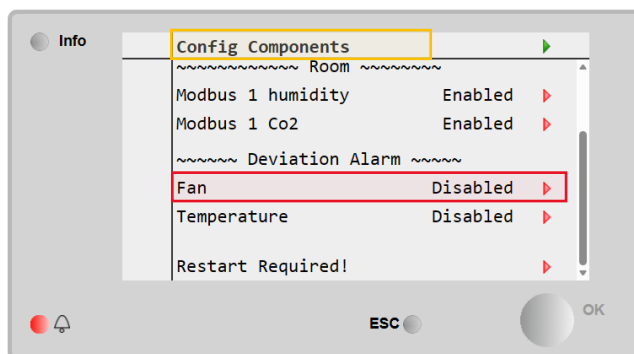 Info
Config Components
~~~~~~~~~~~~ Room ~~~~~~~~
Modbus 1 humidity Enabled
Modbus 1 Co2 Enabled
~~~~~~ Deviation Alarm ~~~~~
Fan Disabled
Temperature Disabled
Restart Required!
ESC
OK